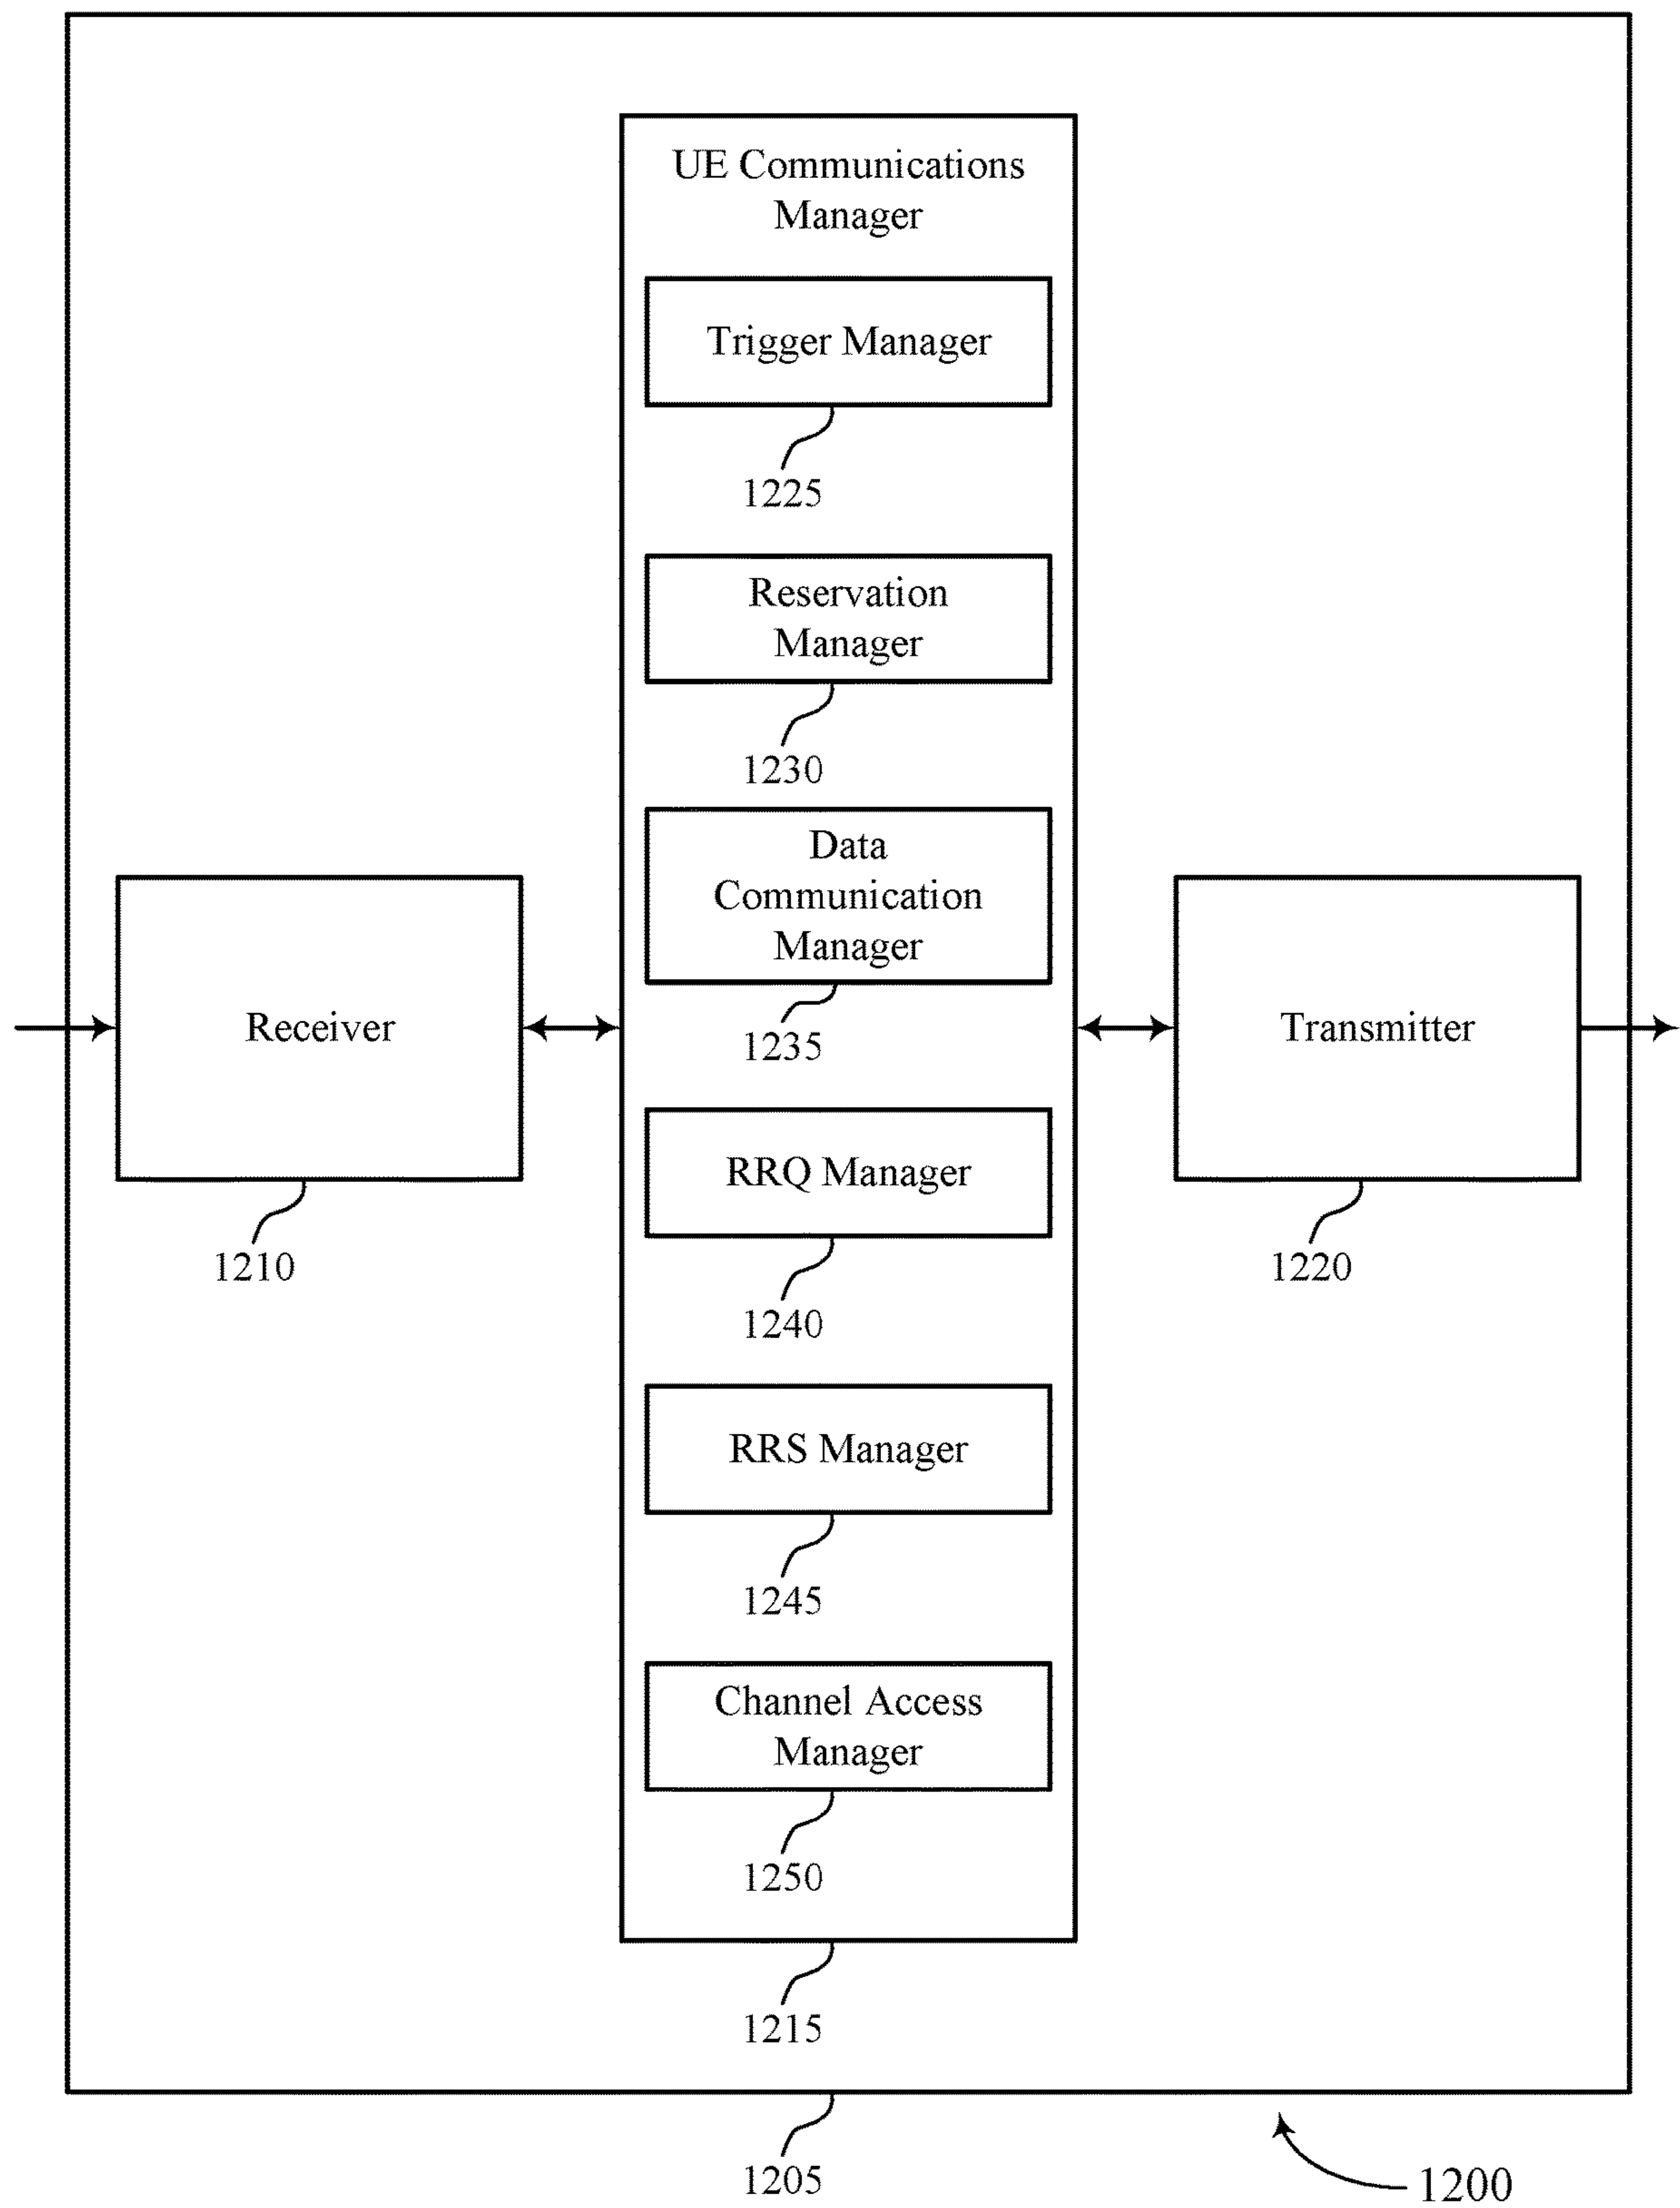 UE Communications
Manager
Trigger Manager
1225
Reservation
Manager
1230
Data
Communication
Manager
1235
Receiver
1210
Transmitter
1220
RRQ Manager
1240
RRS Manager
1245
Channel Access
Manager
1250
1215
1205
1200